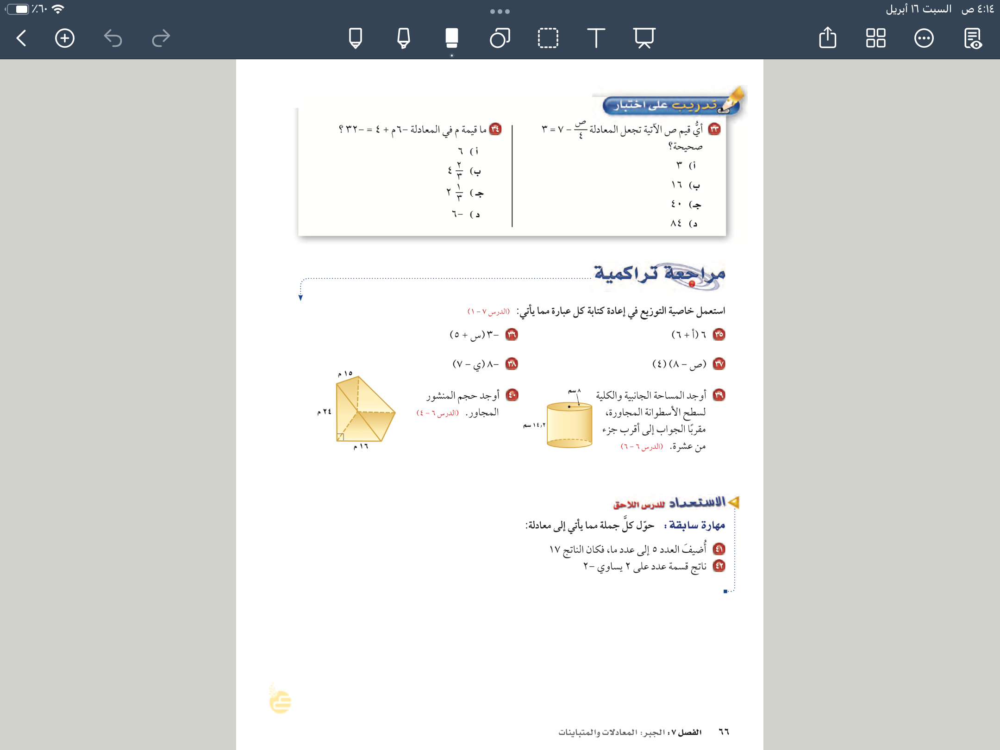 ٤:١٤ ص السبت ١٦ أبريل
٪٦٠
تدريب على اختبار
٣٣ أيُّ قيم ص الآتية تجعل المعادلة ص/٤ – ٧ = ٣
صحيحة؟
أ) ٣
ب) ١٦
جـ) ٤٠
د) ٨٤
٣٤ ما قيمة م في المعادلة –٦م + ٤ = –٣٢ ؟
أ) ٦
ب) ٤ ٢/٣
جـ) ٢ ١/٣
د) –٦
مراجعة تراكمية
استعمل خاصية التوزيع في إعادة كتابة كل عبارة مما يأتي: (الدرس ٧ – ١)
٣٥ ٦ (أ + ٦)
٣٦ –٣ (س + ٥)
٣٧ (ص – ٨) (٤)
٣٨ –٨ (ي – ٧)
٣٩ أوجد المساحة الجانبية والكلية
لسطح الأسطوانة المجاورة،
مقربًا الجواب إلى أقرب جزء
من عشرة. (الدرس ٦ – ٦)
٨ سم
١٤,٢ سم
٤٠ أوجد حجم المنشور
المجاور. (الدرس ٦ – ٤)
١٥ م
٢٤ م
١٦ م
الاستعداد للدرس اللاحق
مهارة سابقة: حوّل كلَّ جملة مما يأتي إلى معادلة:
٤١ أُضيفَ العدد ٥ إلى عدد ما، فكان الناتج ١٧
٤٢ ناتج قسمة عدد على ٢ يساوي –٢
٦٦ الفصل ٧: الجبر: المعادلات والمتباينات